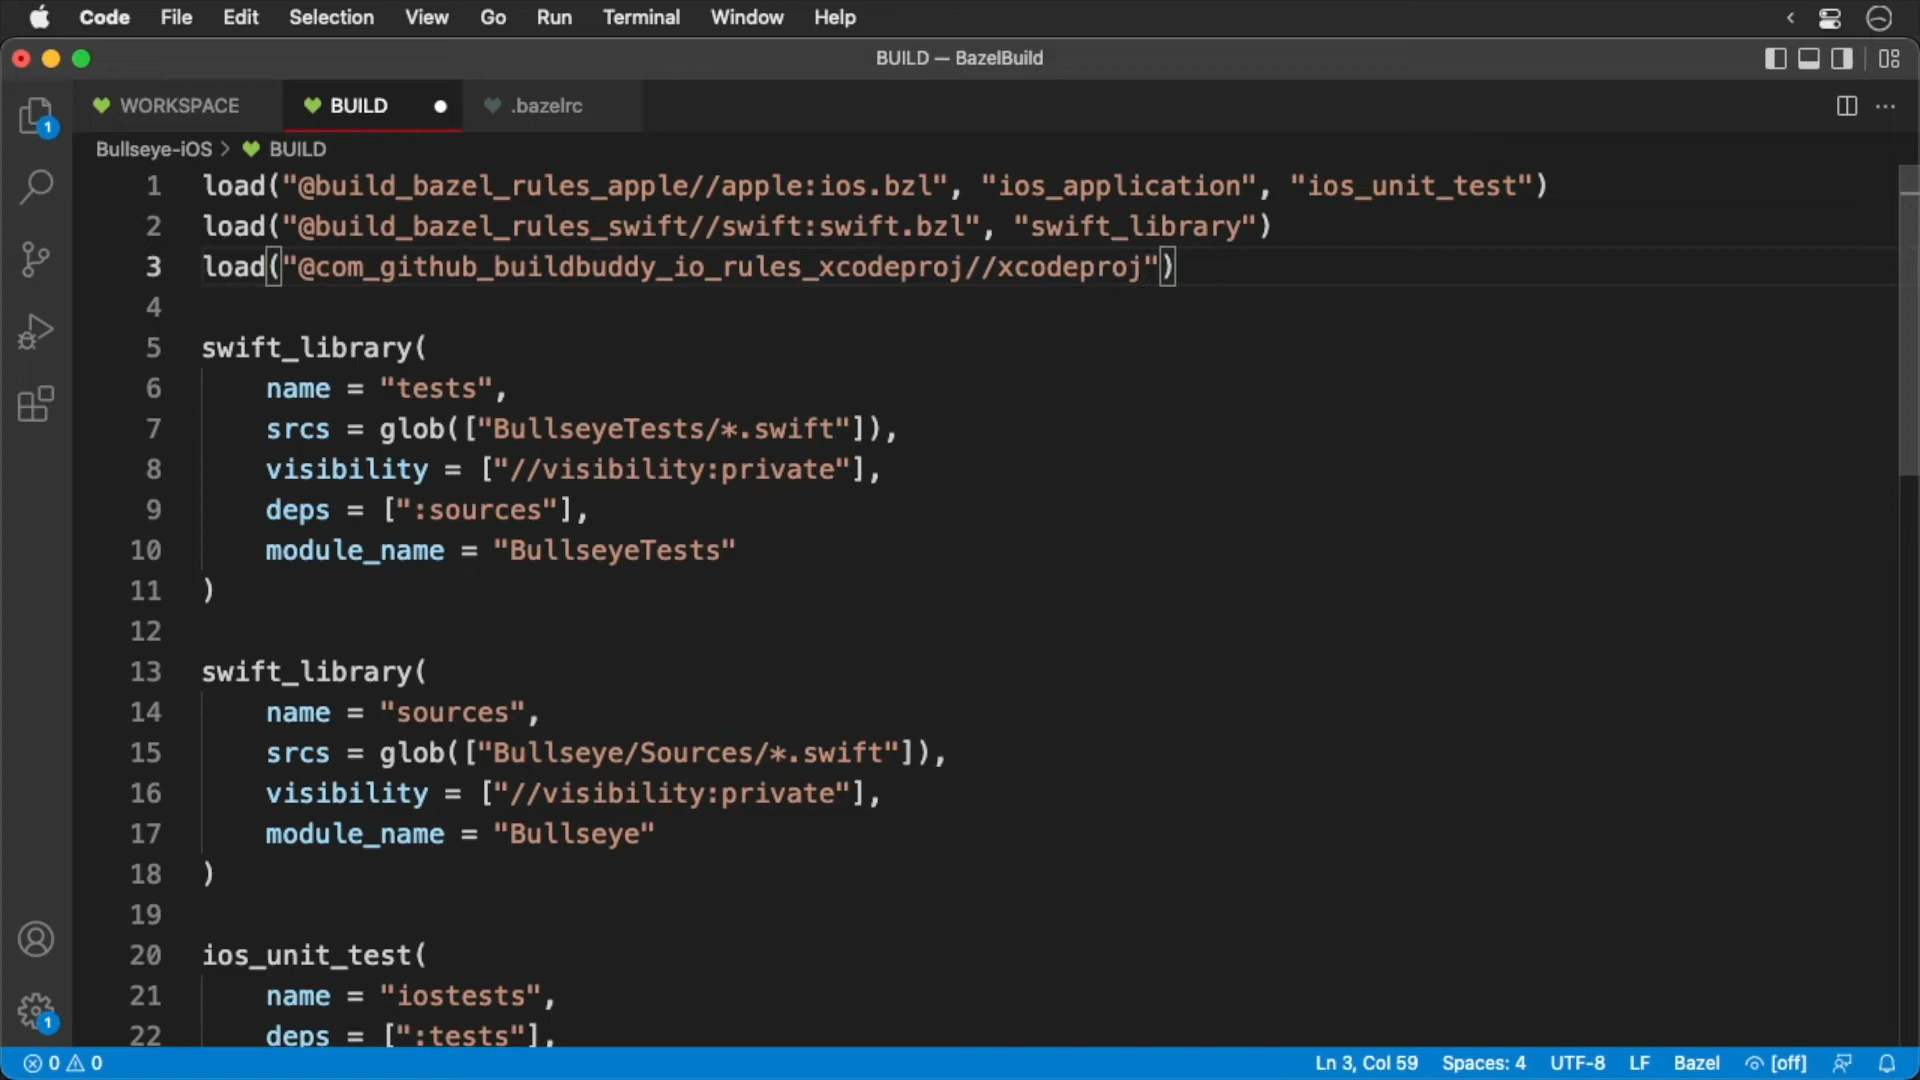 Code File Edit Selection View Go Run Terminal Window Help
BUILD — BazelBuild
WORKSPACE BUILD .bazelrc
1
Bullseye-iOS > BUILD
1 load("@build_bazel_rules_apple//apple:ios.bzl", "ios_application", "ios_unit_test")
2 load("@build_bazel_rules_swift//swift:swift.bzl", "swift_library")
3 load("@com_github_buildbuddy_io_rules_xcodeproj//xcodeproj")
4
5 swift_library(
6 name = "tests",
7 srcs = glob(["BullseyeTests/*.swift"]),
8 visibility = ["//visibility:private"],
9 deps = [":sources"],
10 module_name = "BullseyeTests"
11 )
12
13 swift_library(
14 name = "sources",
15 srcs = glob(["Bullseye/Sources/*.swift"]),
16 visibility = ["//visibility:private"],
17 module_name = "Bullseye"
18 )
19
20 ios_unit_test(
21 name = "iostests",
22 deps = [":tests"],
1
0 0 Ln 3, Col 59 Spaces: 4 UTF-8 LF Bazel [off]